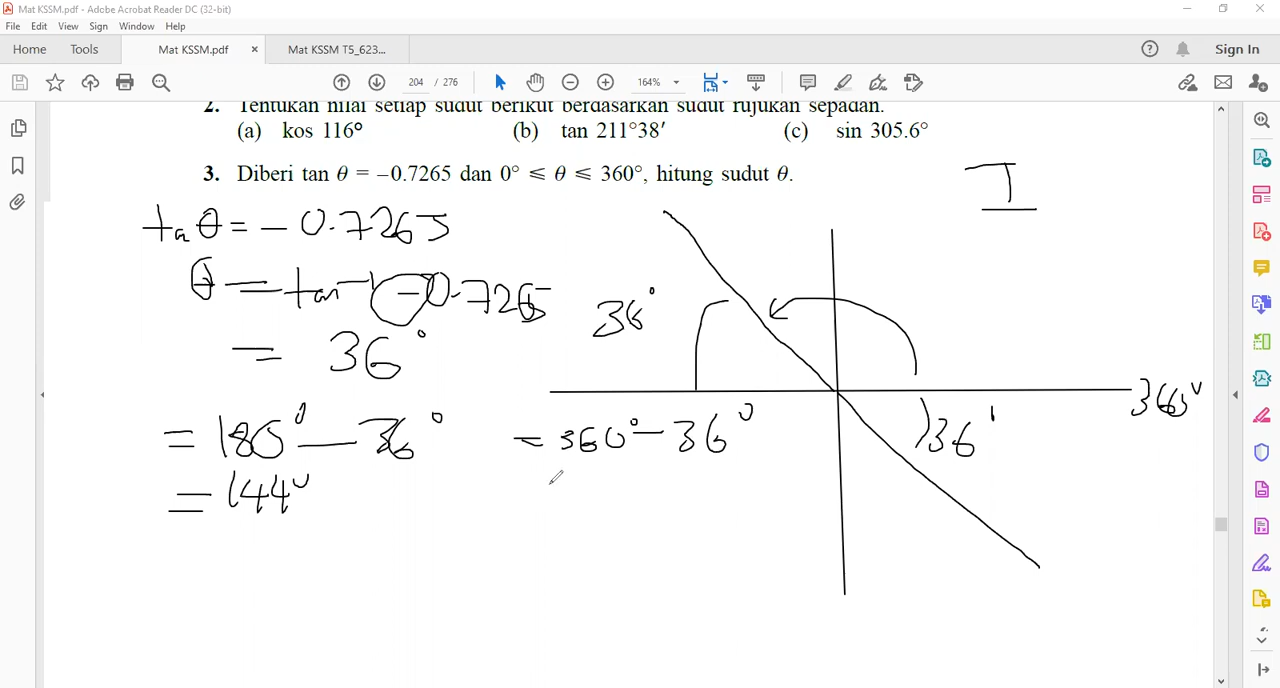 Mat KSSM.pdf - Adobe Acrobat Reader DC (32-bit)
File Edit View Sign Window Help
Home Tools Mat KSSM.pdf × Mat KSSM T5_623... Sign In
204 / 276 164%
2. Tentukan nilai setiap sudut berikut berdasarkan sudut rujukan sepadan.
(a) kos 116° (b) tan 211°38′ (c) sin 305.6°
3. Diberi tan θ = −0.7265 dan 0° ⩽ θ ⩽ 360°, hitung sudut θ.
I
tan θ = − 0.7265
θ = tan⁻¹ −0.7265
36°
= 36°
360°
= 180° − 36°
= 360° − 36°
36°
= 144°